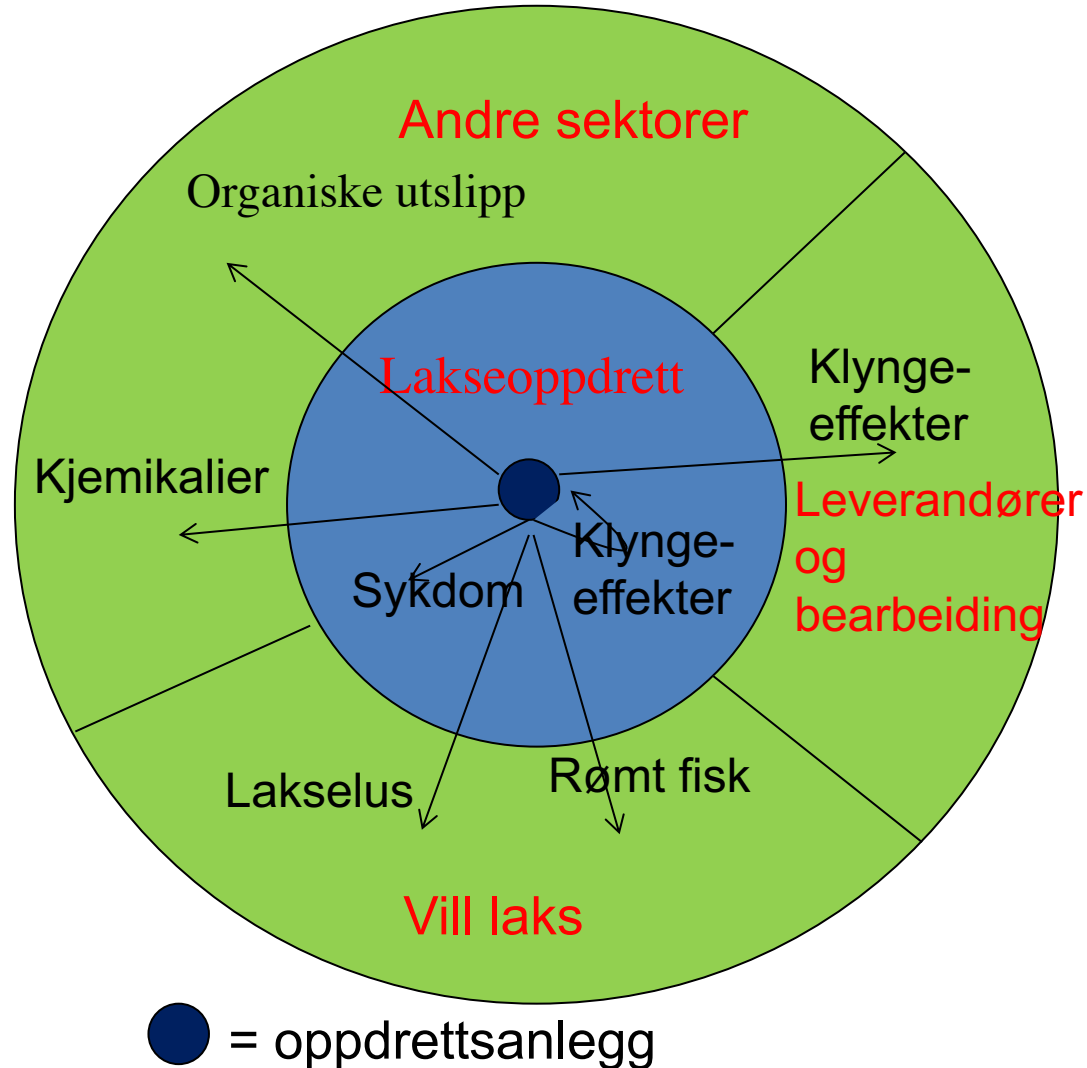 Andre sektorer
Organiske utslipp
Lakseoppdrett
Klynge-
effekter
Kjemikalier
Leverandører
og
bearbeiding
Klynge-
effekter
Sykdom
Lakselus
Rømt fisk
Vill laks
= oppdrettsanlegg